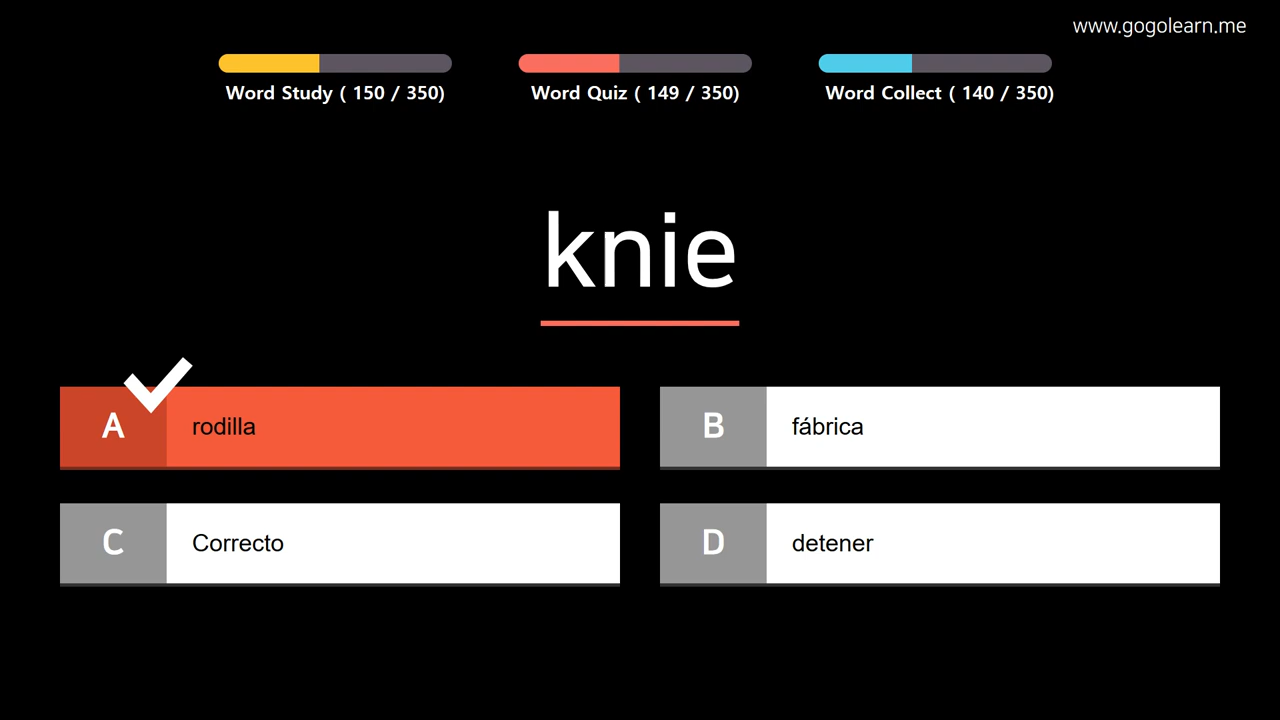 www.gogolearn.me
Word Study ( 150 / 350)
Word Quiz ( 149 / 350)
Word Collect ( 140 / 350)
knie
A rodilla
B fábrica
C Correcto
D detener